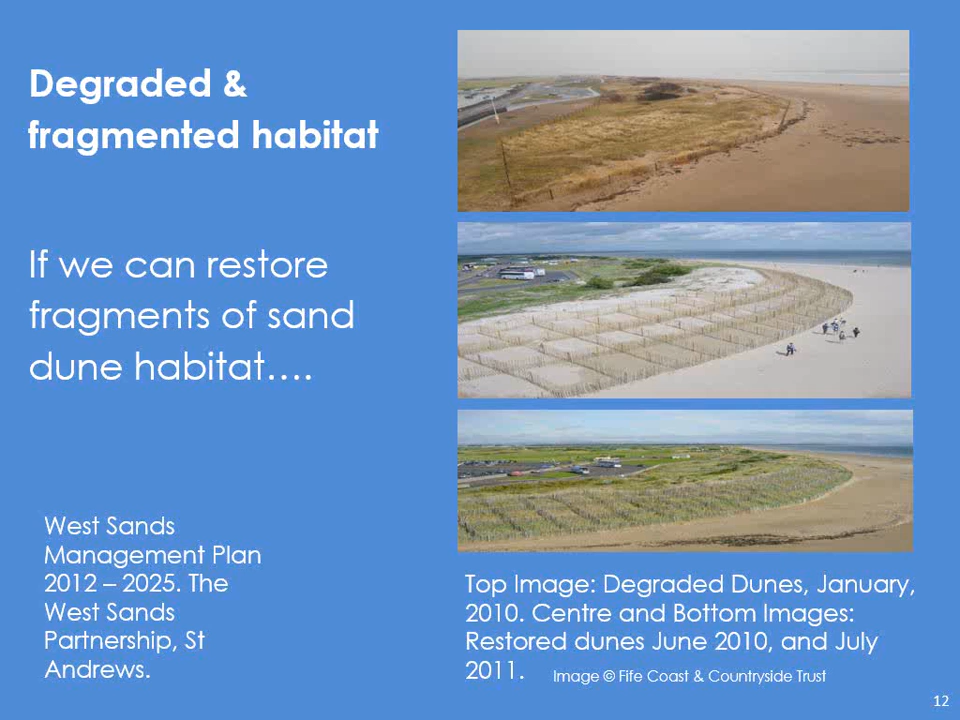 Degraded &
fragmented habitat
If we can restore
fragments of sand
dune habitat….
West Sands
Management Plan
2012 – 2025. The
West Sands
Partnership, St
Andrews.
Top Image: Degraded Dunes, January,
2010. Centre and Bottom Images:
Restored dunes June 2010, and July
2011.
Image © Fife Coast & Countryside Trust
12